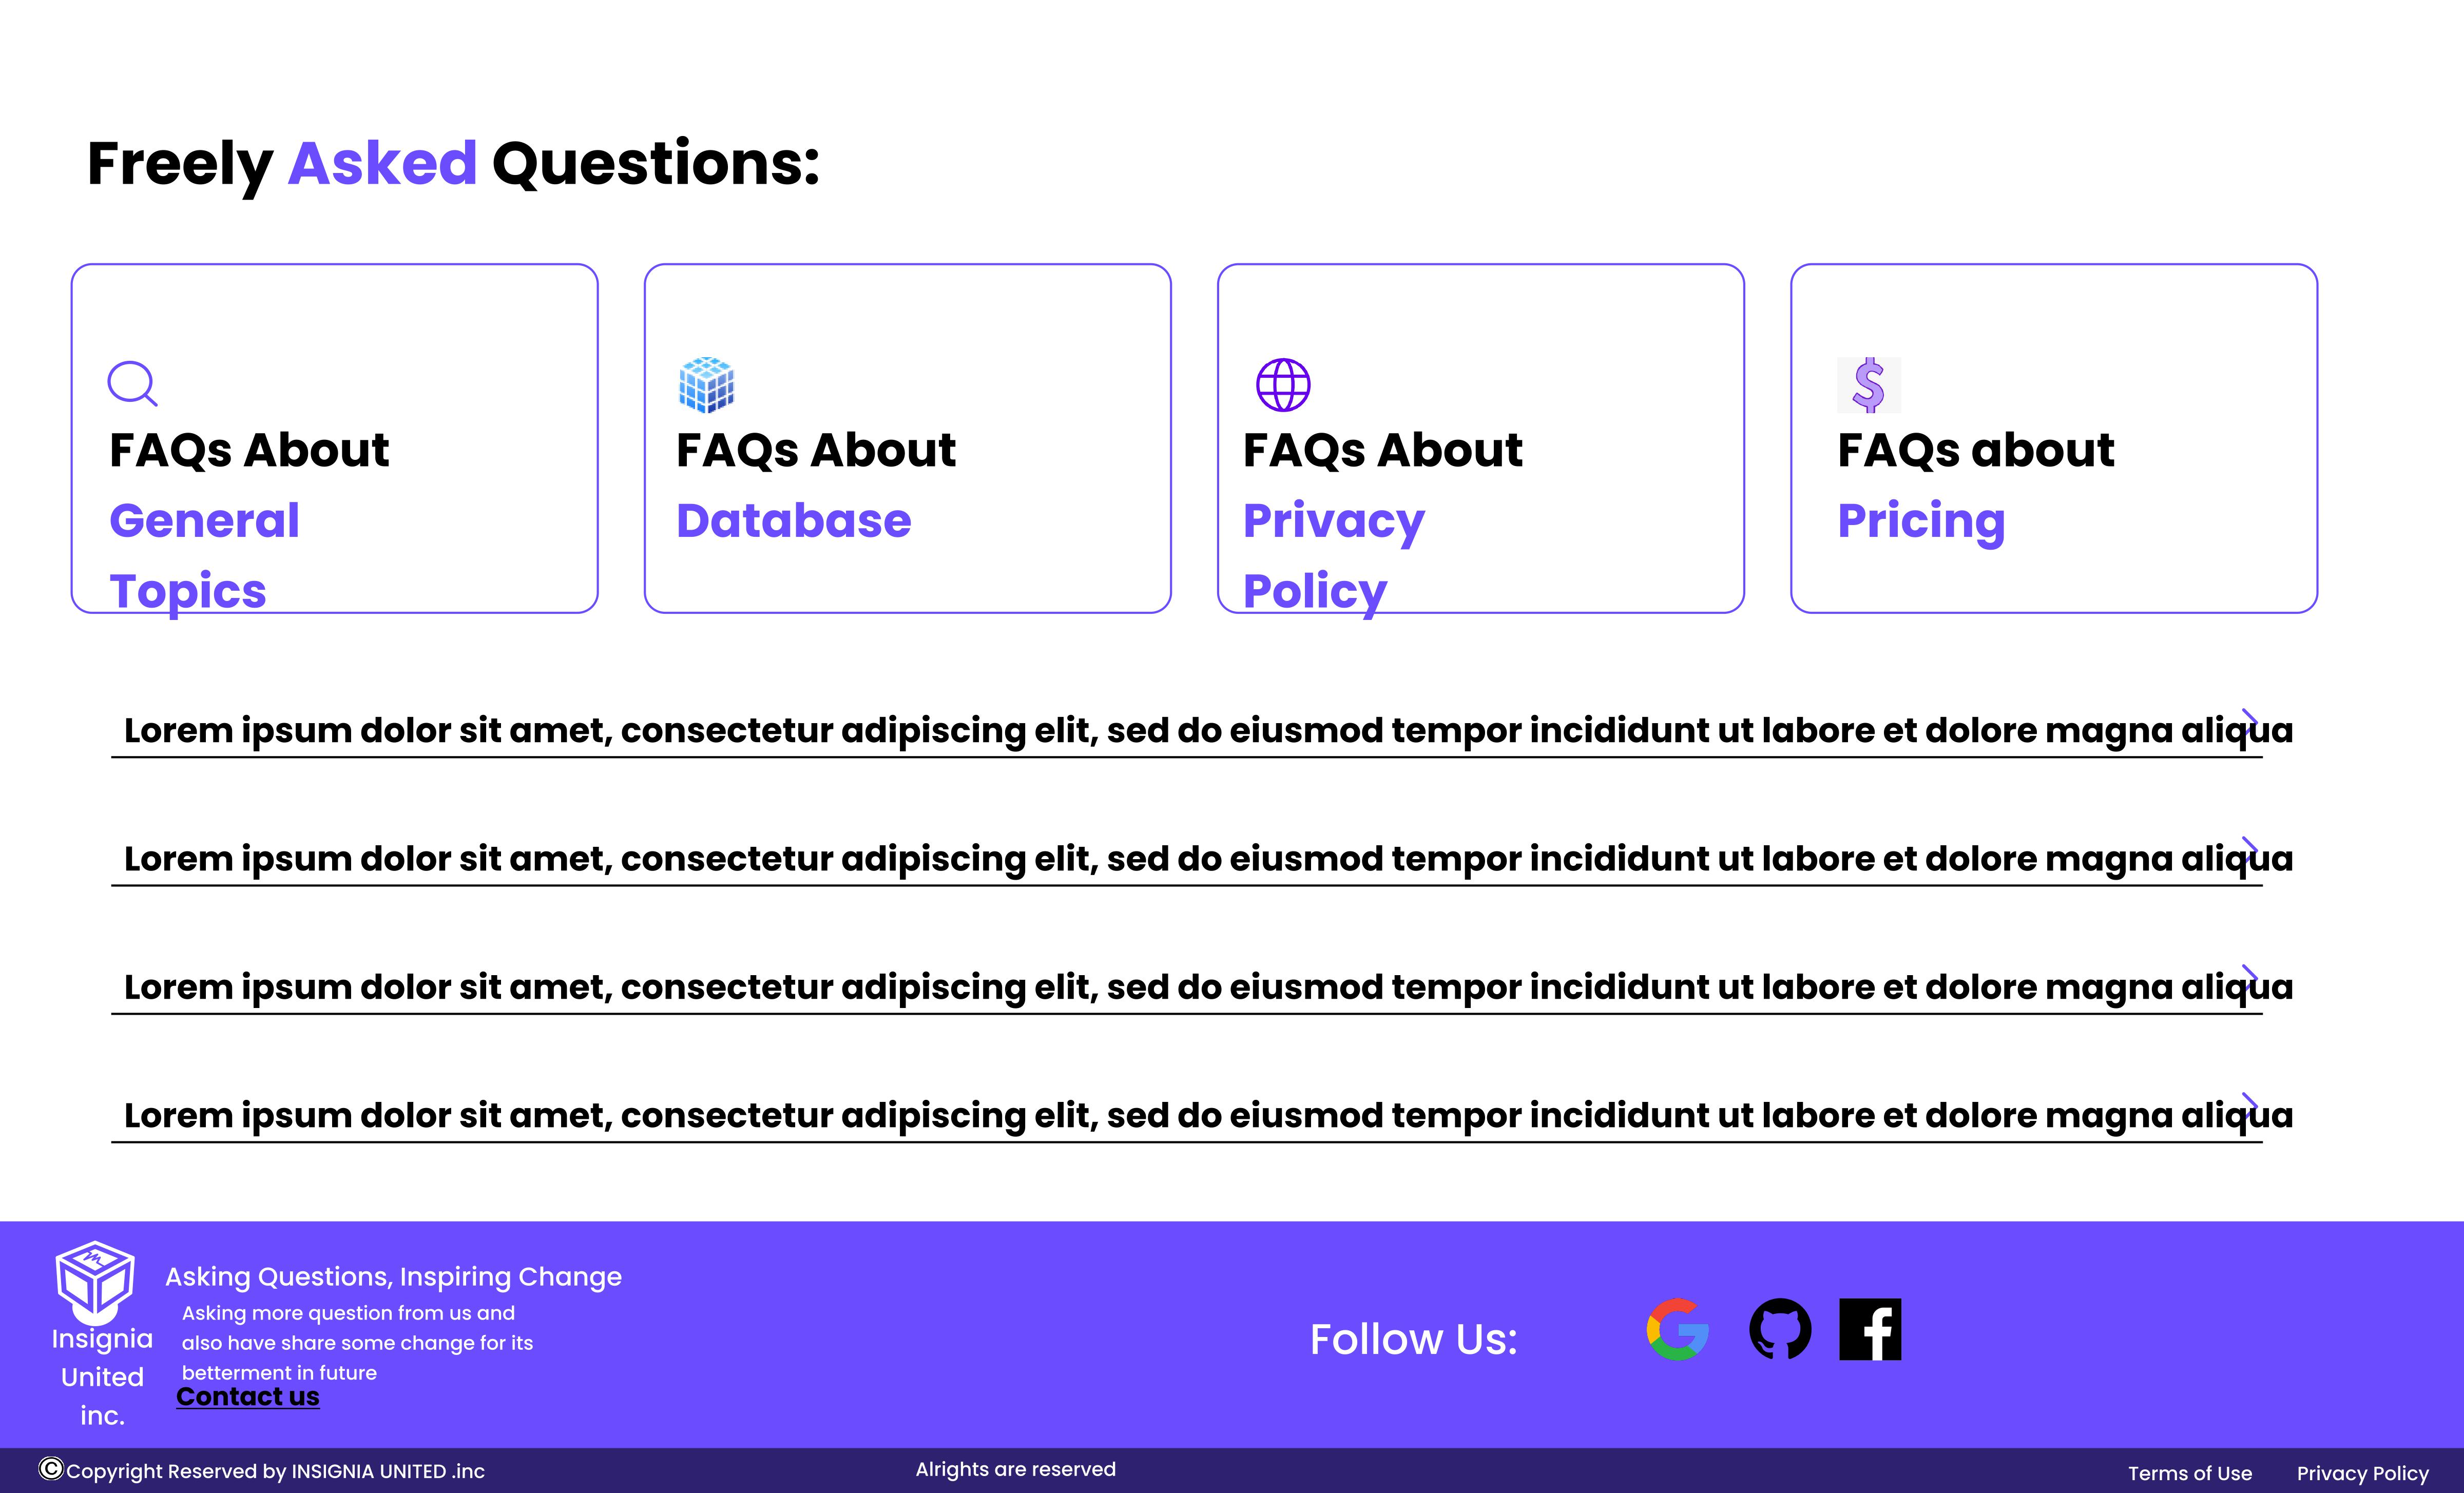 Freely Asked Questions:
FAQs About
General
Topics
FAQs About
Database
FAQs About
Privacy
Policy
FAQs about
Pricing
Lorem ipsum dolor sit amet, consectetur adipiscing elit, sed do eiusmod tempor incididunt ut labore et dolore magna aliqua
Lorem ipsum dolor sit amet, consectetur adipiscing elit, sed do eiusmod tempor incididunt ut labore et dolore magna aliqua
Lorem ipsum dolor sit amet, consectetur adipiscing elit, sed do eiusmod tempor incididunt ut labore et dolore magna aliqua
Lorem ipsum dolor sit amet, consectetur adipiscing elit, sed do eiusmod tempor incididunt ut labore et dolore magna aliqua
Insignia
United
inc.
Asking Questions, Inspiring Change
Asking more question from us and
also have share some change for its
betterment in future
Contact us
Follow Us:
©Copyright Reserved by INSIGNIA UNITED .inc
Alrights are reserved
Terms of Use
Privacy Policy